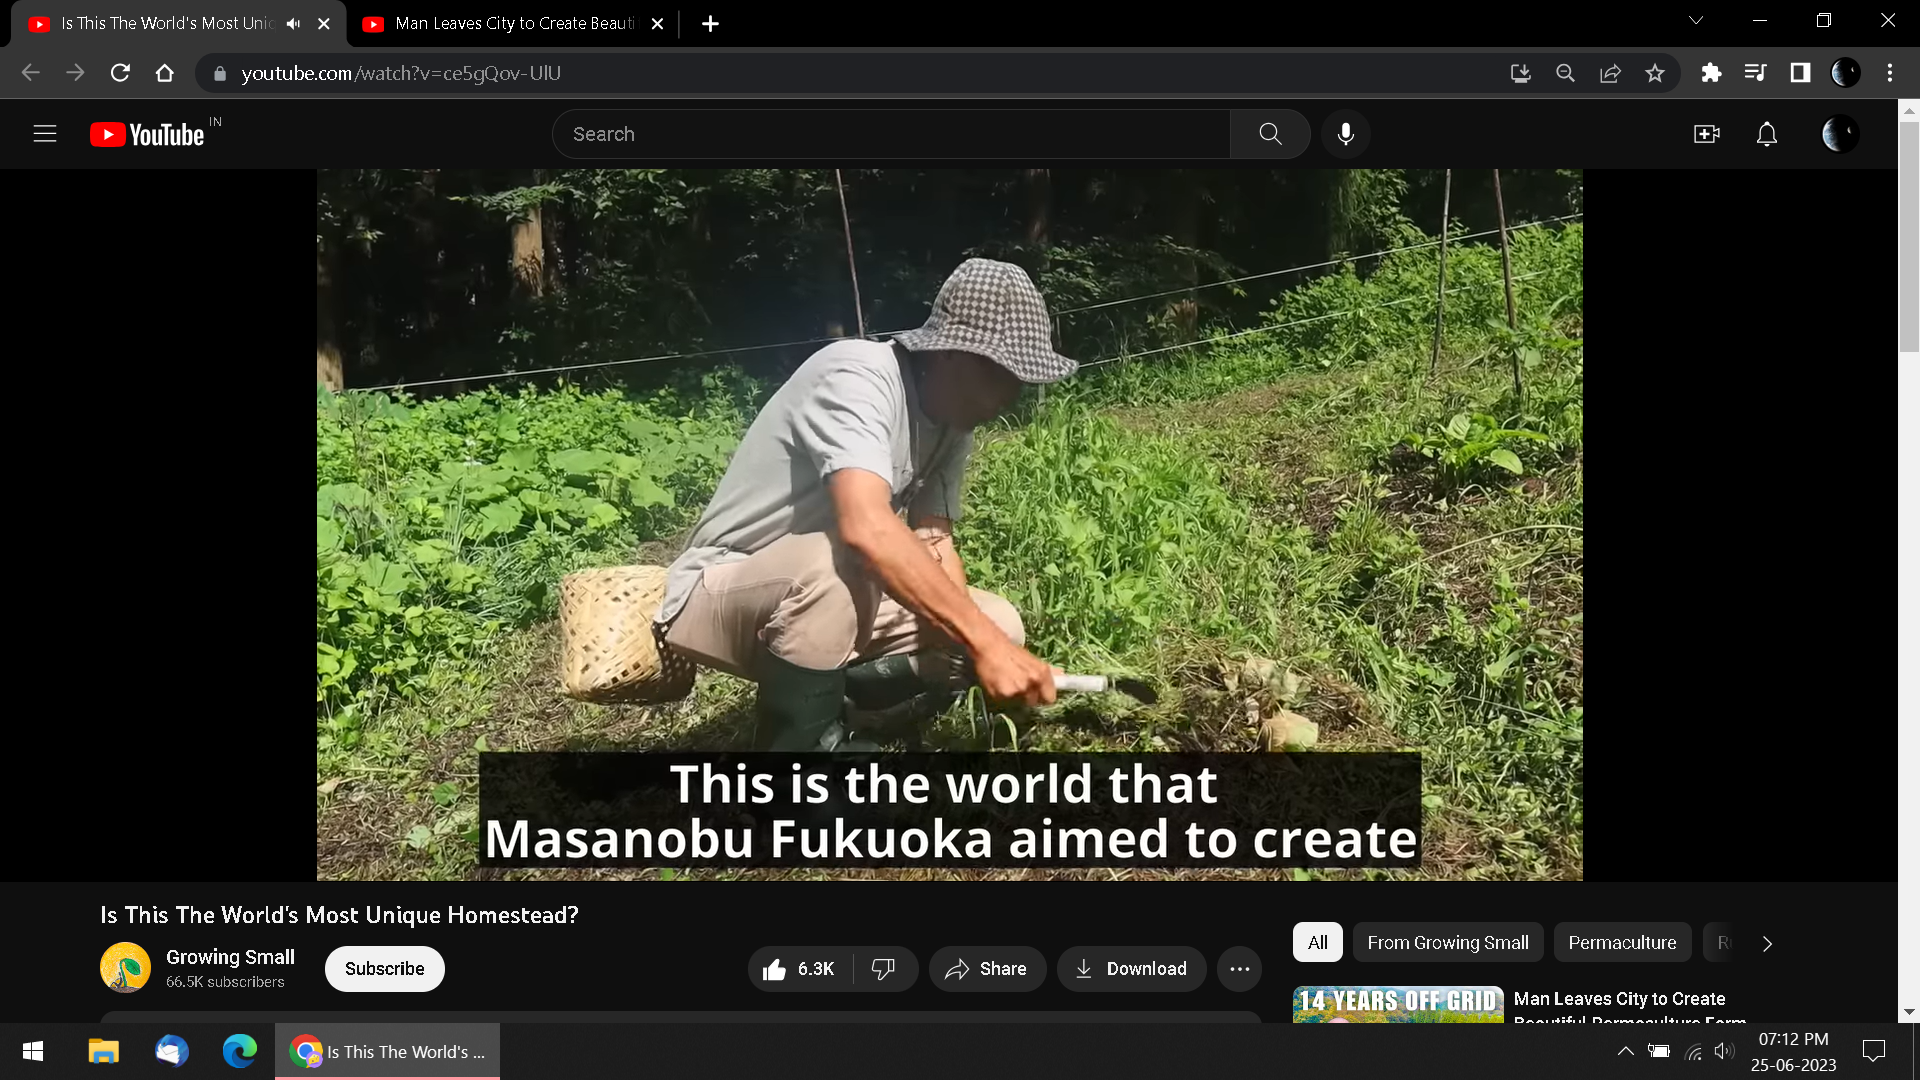 Is This The World's Most Uniq
Man Leaves City to Create Beauti
youtube.com/watch?v=ce5gQov-UlU
YouTube IN
Search
This is the world that
Masanobu Fukuoka aimed to create
Is This The World's Most Unique Homestead?
Growing Small
66.5K subscribers
Subscribe
6.3K
Share
Download
All
From Growing Small
Permaculture
14 YEARS OFF GRID
Man Leaves City to Create
Beautiful Permaculture Farm
Is This The World's ...
07:12 PM
25-06-2023